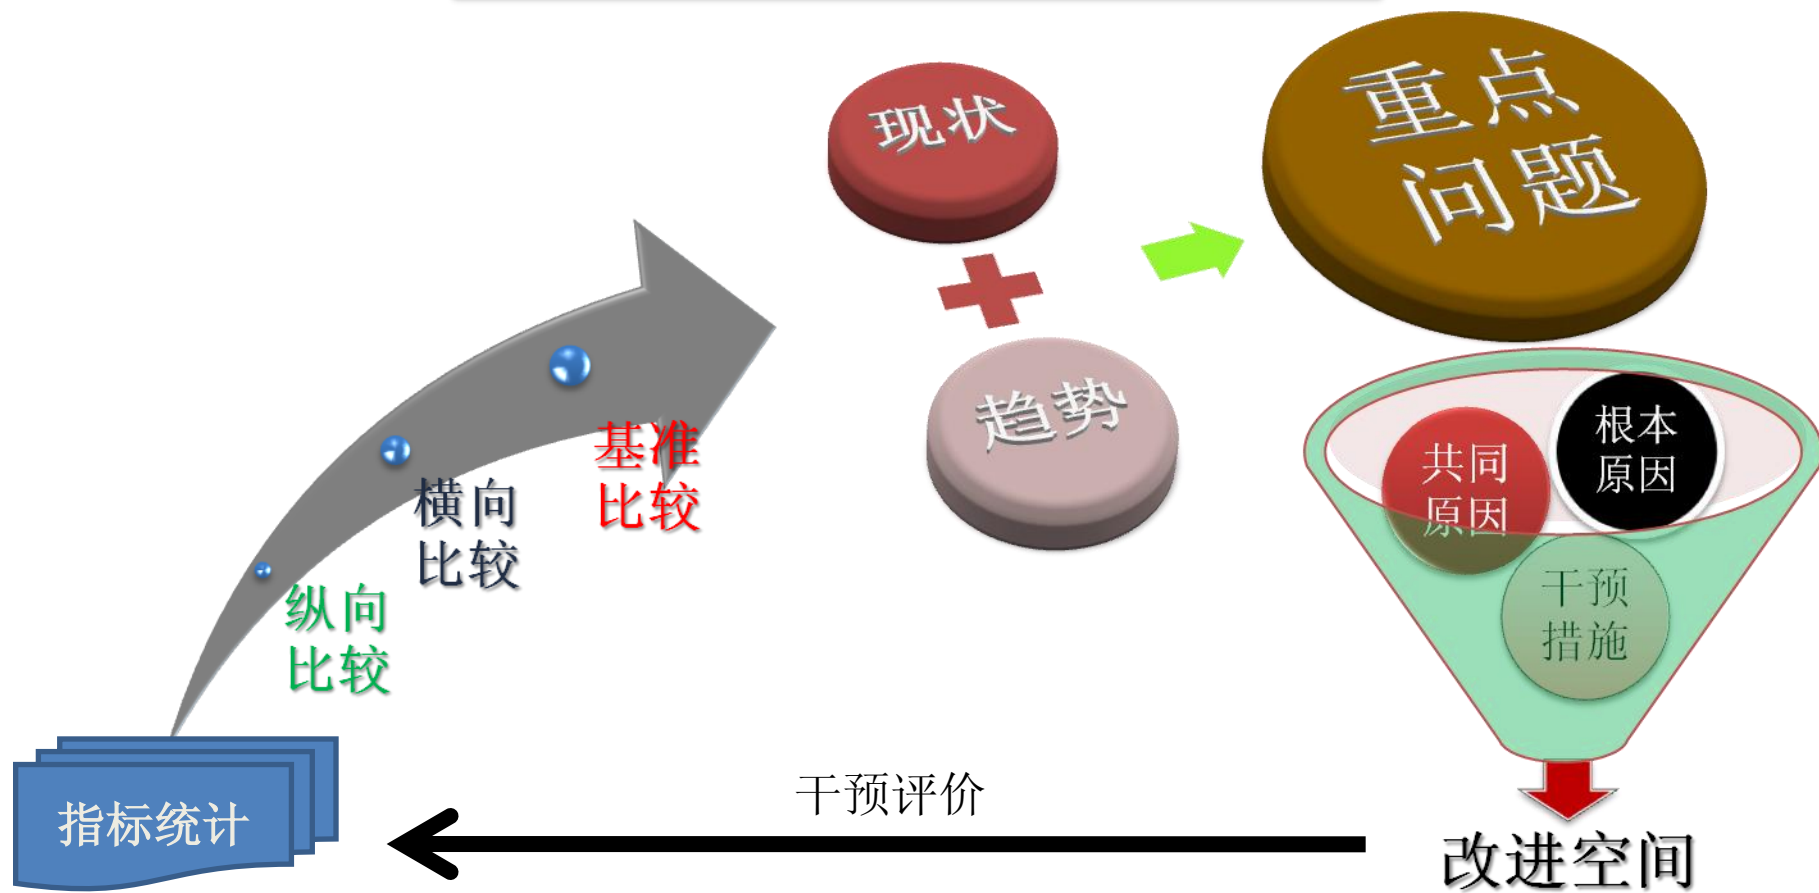 现状
重点
问题
趋势
基准
比较
横向
比较
纵向
比较
根本
原因
共同
原因
干预
措施
指标统计
干预评价
改进空间